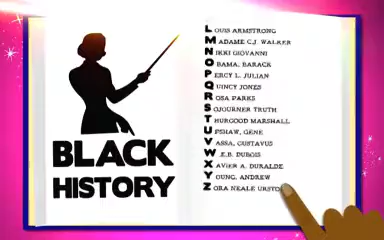 BLACK
HISTORY
LOUIS ARMSTRONG
MADAME C.J. WALKER
NIKKI GIOVANNI
OBAMA, BARACK
PERCY L. JULIAN
QUINCY JONES
ROSA PARKS
SOJOURNER TRUTH
THURGOOD MARSHALL
UPSHAW, GENE
VASSA, GUSTAVUS
W.E.B. DUBOIS
XAVIER A. DURALDE
YOUNG, ANDREW
ZORA NEALE